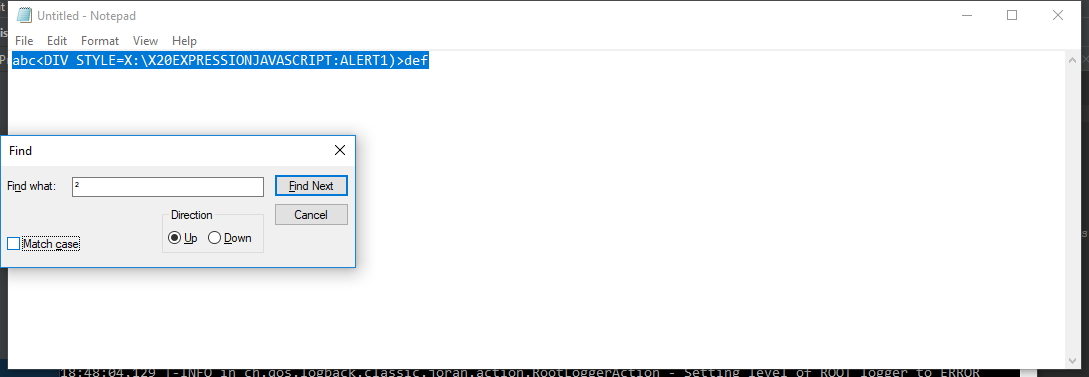 Untitled - Notepad
File Edit Format View Help
abc<DIV STYLE=X:\X20EXPRESSIONJAVASCRIPT:ALERT1)>def
Find
Find what: ²
Find Next
Direction
Cancel
Up Down
Match case
18:48:04,129 |-INFO in ch.qos.logback.classic.joran.action.RootLoggerAction - Setting level of ROOT logger to ERROR